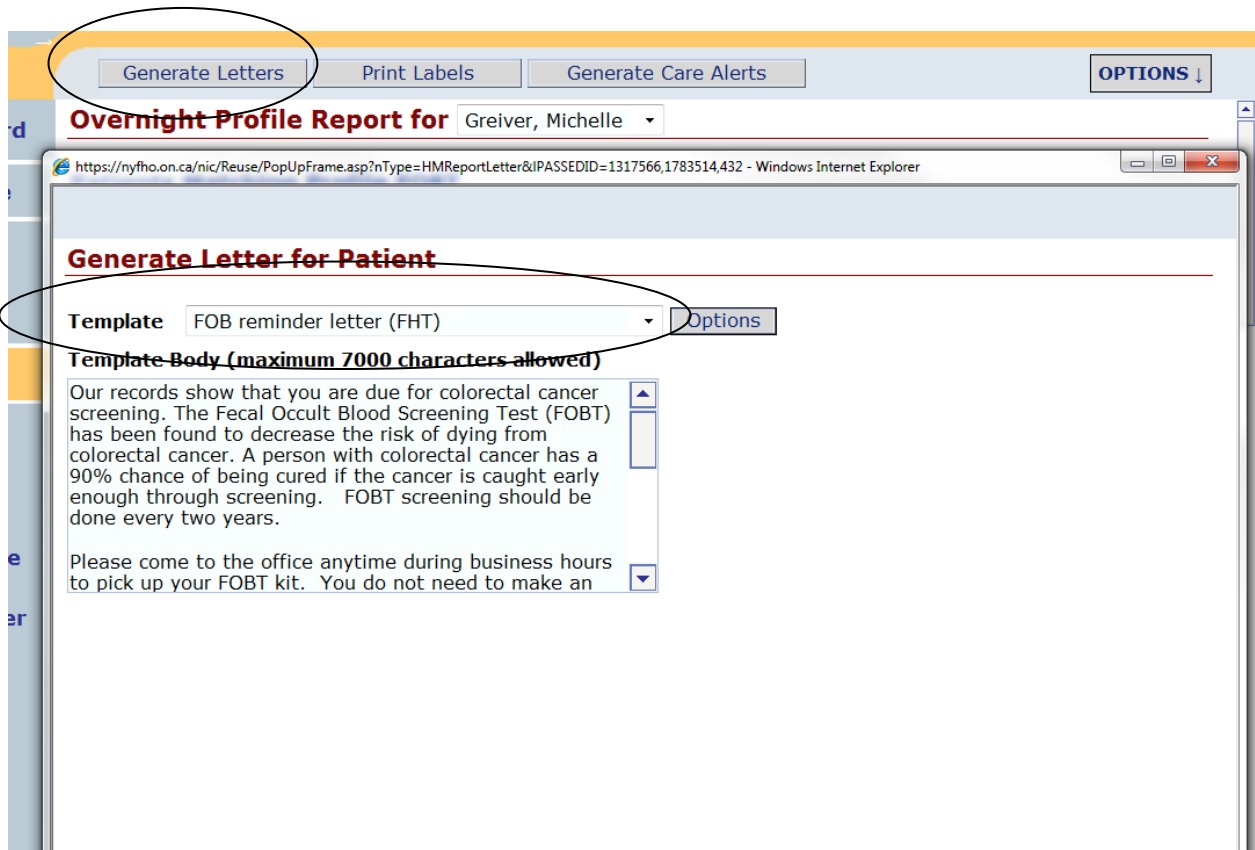 Generate Letters Print Labels Generate Care Alerts OPTIONS ↓
Overnight Profile Report for Greiver, Michelle
rd
https://nyfho.on.ca/nic/Reuse/PopUpFrame.asp?nType=HMReportLetter&IPASSEDID=1317566,1783514,432 - Windows Internet Explorer
Generate Letter for Patient
Template FOB reminder letter (FHT) Options
Template Body (maximum 7000 characters allowed)
Our records show that you are due for colorectal cancer
screening. The Fecal Occult Blood Screening Test (FOBT)
has been found to decrease the risk of dying from
colorectal cancer. A person with colorectal cancer has a
90% chance of being cured if the cancer is caught early
enough through screening. FOBT screening should be
done every two years.
Please come to the office anytime during business hours
to pick up your FOBT kit. You do not need to make an
e
er